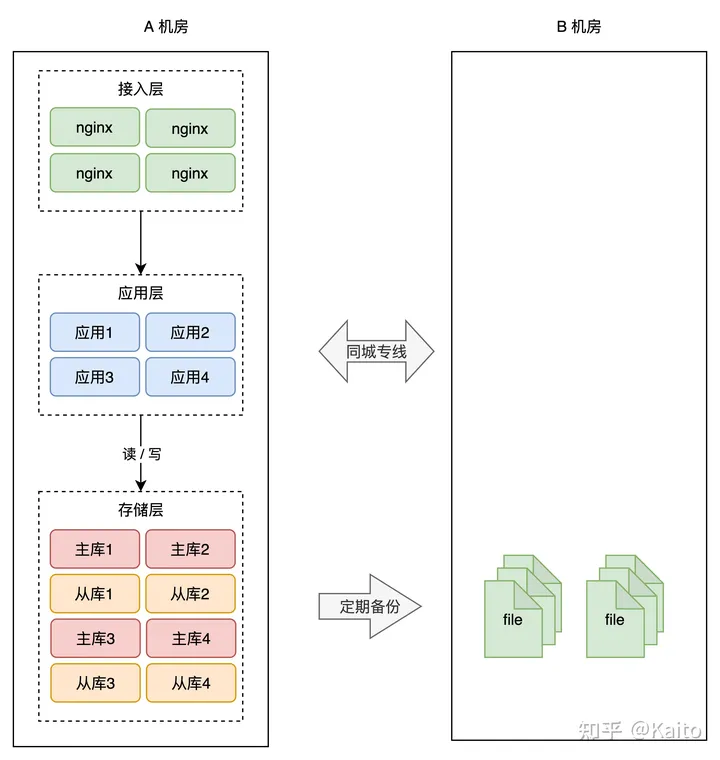 A 机房
B 机房
接入层
nginx
nginx
nginx
nginx
应用层
应用1
应用2
应用3
应用4
同城专线
读 / 写
存储层
主库1
主库2
从库1
从库2
主库3
主库4
从库3
从库4
定期备份
file
file
知乎 @Kaito